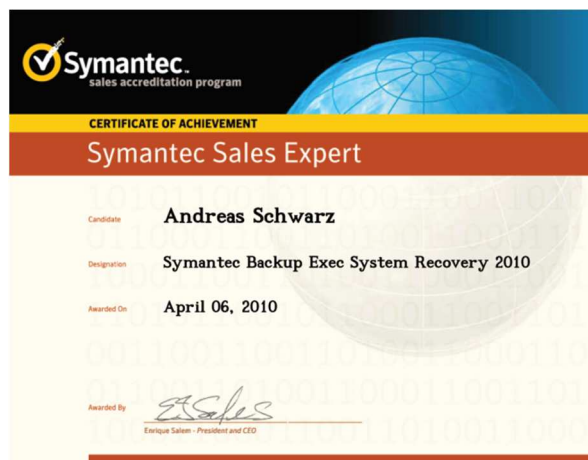 Symantec™
sales accreditation program
CERTIFICATE OF ACHIEVEMENT
Symantec Sales Expert
Candidate Andreas Schwarz
Designation Symantec Backup Exec System Recovery 2010
Awarded On April 06, 2010
Awarded By
Enrique Salem - President and CEO